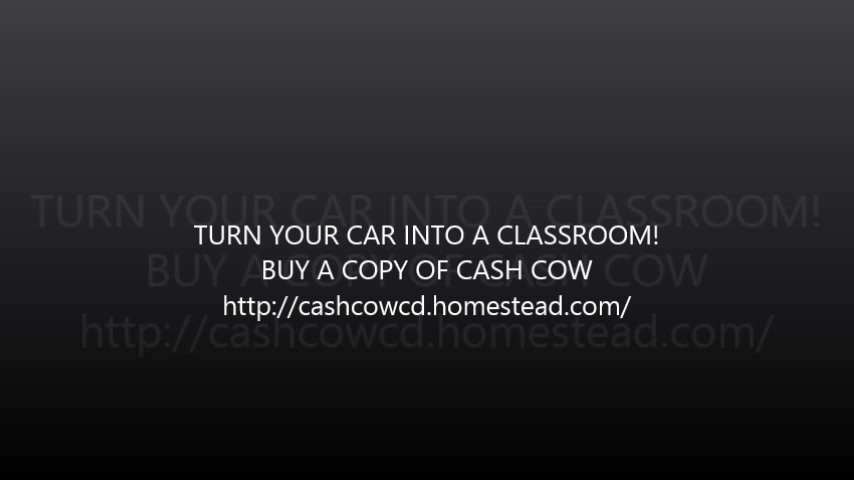 TURN YOUR CAR INTO A CLASSROOM!
BUY A COPY OF CASH COW
http://cashcowcd.homestead.com/